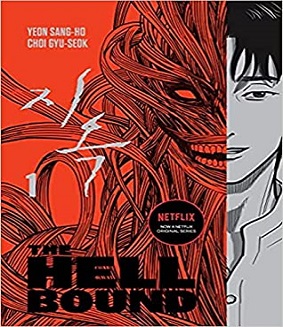 YEON SANG-HO
CHOI GYU-SEOK
지옥
1
NETFLIX
NOW A NETFLIX
ORIGINAL SERIES
THE
HELL
BOUND